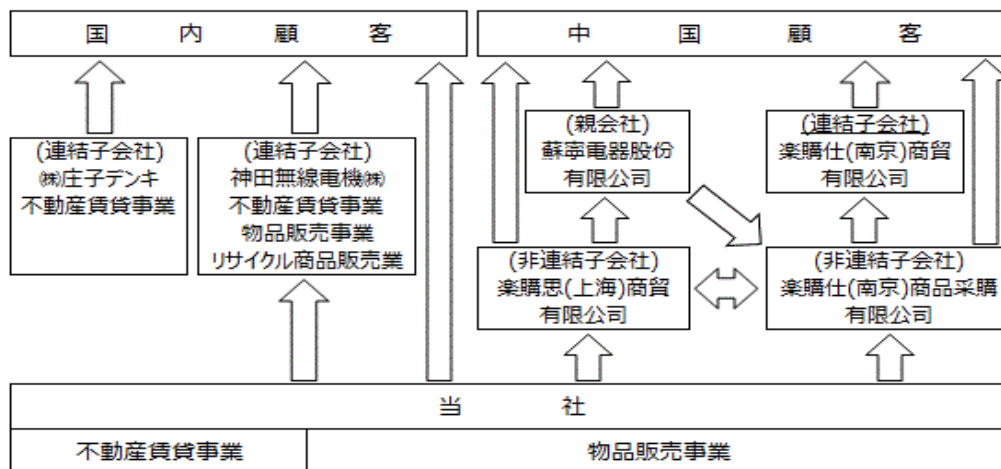 国内顧客
中国顧客
(連結子会社)
㈱庄子デンキ
不動産賃貸事業
(連結子会社)
神田無線電機㈱
不動産賃貸事業
物品販売事業
リサイクル商品販売業
(親会社)
蘇寧電器股份
有限公司
(連結子会社)
楽購仕(南京)商貿
有限公司
(非連結子会社)
楽購思(上海)商貿
有限公司
(非連結子会社)
楽購仕(南京)商品采購
有限公司
当社
不動産賃貸事業
物品販売事業